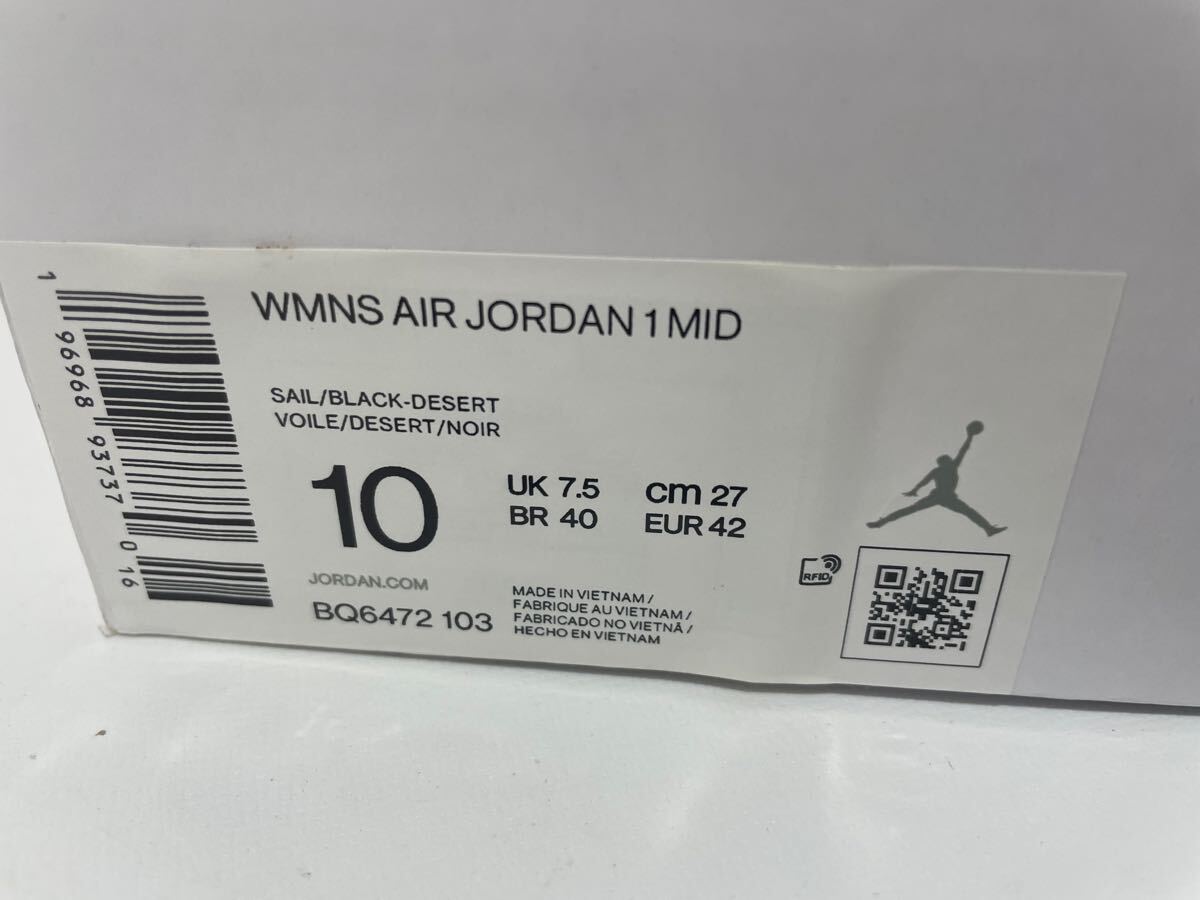 WMNS AIR JORDAN 1 MID
SAIL/BLACK-DESERT
VOILE/DESERT/NOIR
10
UK 7.5 cm 27
BR 40 EUR 42
JORDAN.COM
BQ6472 103
MADE IN VIETNAM /
FABRIQUE AU VIETNAM /
FABRICADO NO VIETNÃ /
HECHO EN VIETNAM
RFID
1 96968 93737 0 16